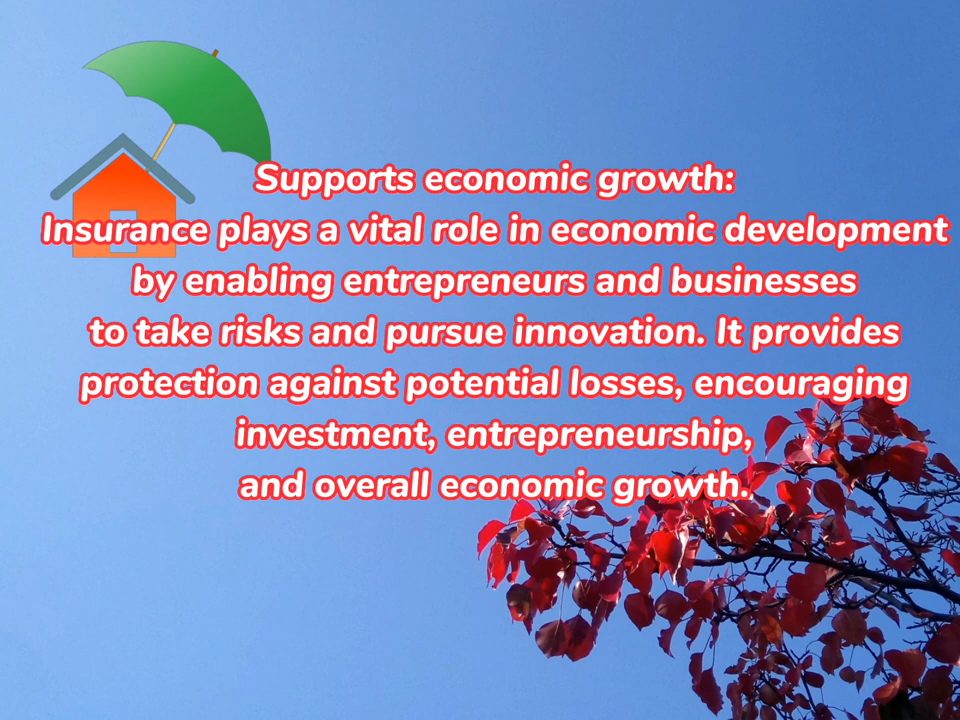 Supports economic growth:
Insurance plays a vital role in economic development
by enabling entrepreneurs and businesses
to take risks and pursue innovation. It provides
protection against potential losses, encouraging
investment, entrepreneurship,
and overall economic growth.